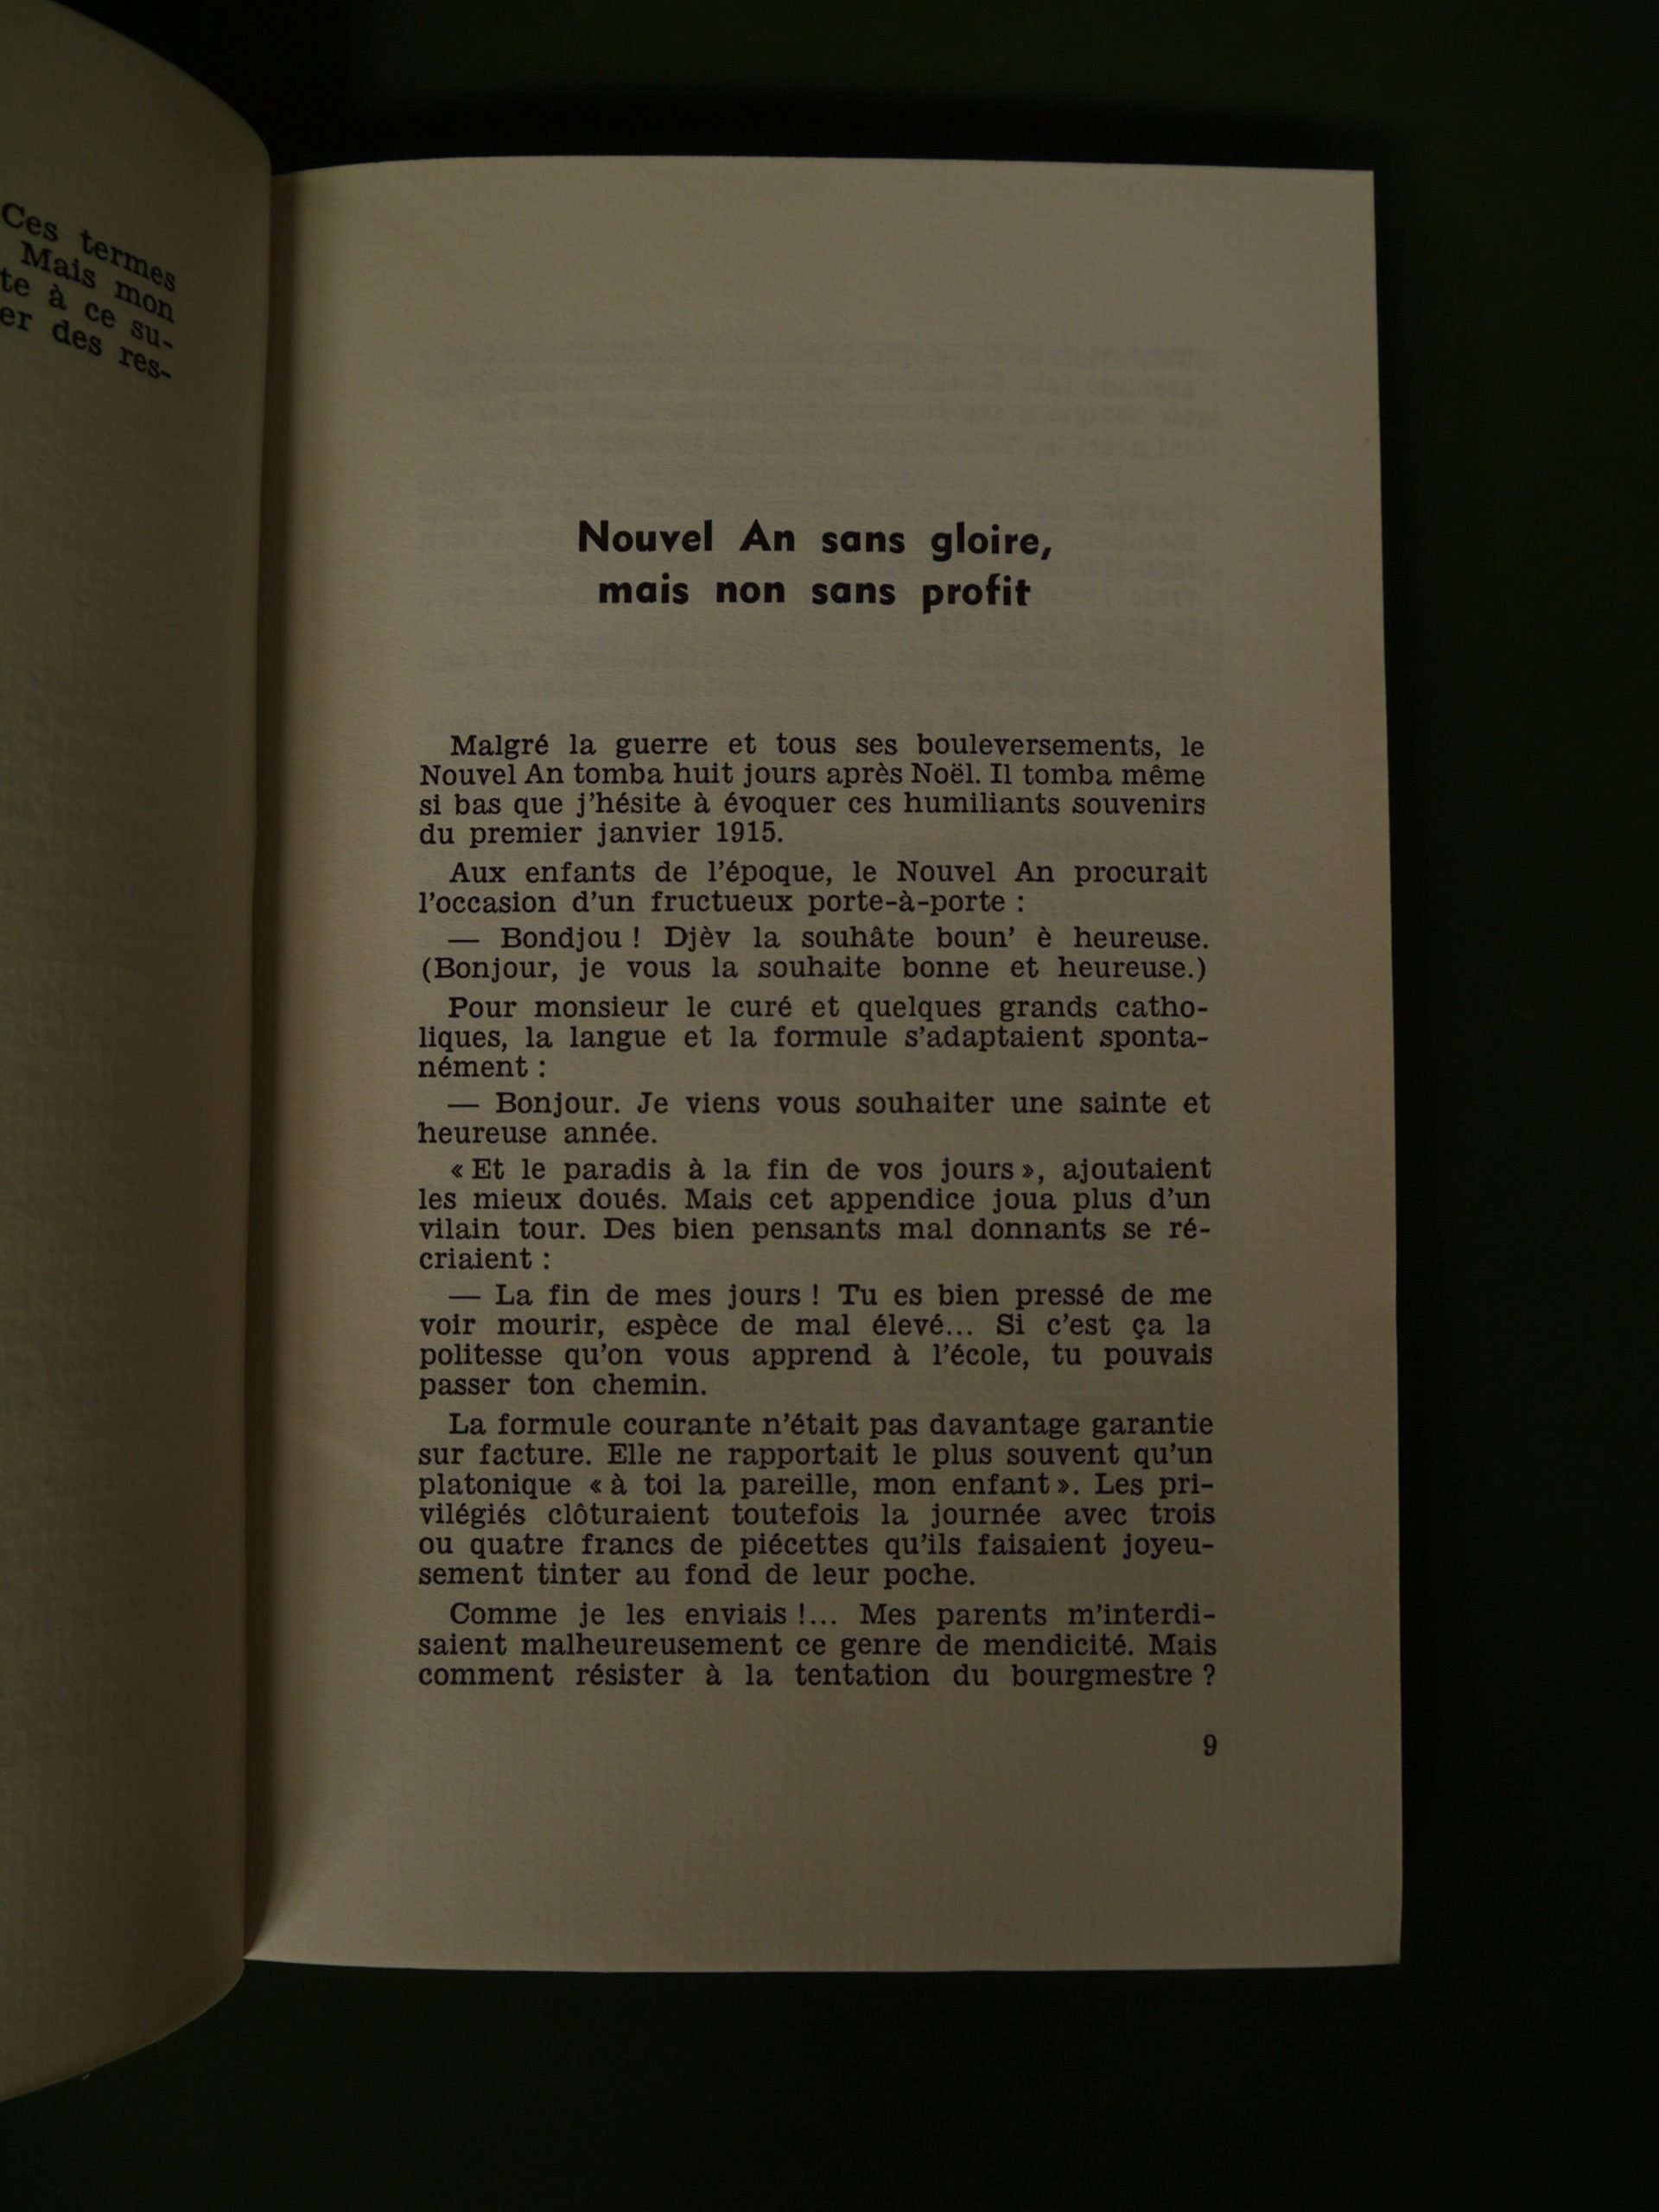 Ces termes
Mais mon
te à ce su-
er des res-
Nouvel An sans gloire,
mais non sans profit
Malgré la guerre et tous ses bouleversements, le
Nouvel An tomba huit jours après Noël. Il tomba même
si bas que j'hésite à évoquer ces humiliants souvenirs
du premier janvier 1915.
Aux enfants de l'époque, le Nouvel An procurait
l'occasion d'un fructueux porte-à-porte :
— Bondjou ! Djèv la souhâte boun' è heureuse.
(Bonjour, je vous la souhaite bonne et heureuse.)
Pour monsieur le curé et quelques grands catho-
liques, la langue et la formule s'adaptaient sponta-
nément :
— Bonjour. Je viens vous souhaiter une sainte et
heureuse année.
« Et le paradis à la fin de vos jours », ajoutaient
les mieux doués. Mais cet appendice joua plus d'un
vilain tour. Des bien pensants mal donnants se ré-
criaient :
— La fin de mes jours ! Tu es bien pressé de me
voir mourir, espèce de mal élevé... Si c'est ça la
politesse qu'on vous apprend à l'école, tu pouvais
passer ton chemin.
La formule courante n'était pas davantage garantie
sur facture. Elle ne rapportait le plus souvent qu'un
platonique « à toi la pareille, mon enfant ». Les pri-
vilégiés clôturaient toutefois la journée avec trois
ou quatre francs de piécettes qu'ils faisaient joyeu-
sement tinter au fond de leur poche.
Comme je les enviais !... Mes parents m'interdi-
saient malheureusement ce genre de mendicité. Mais
comment résister à la tentation du bourgmestre ?
9